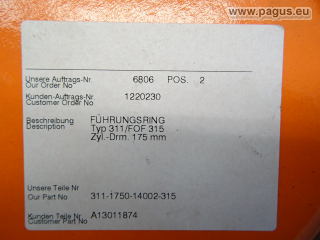 www.pagus.eu
Unsere Auftrags-Nr. 6806 POS. 2
Our Order No
Kunden-Auftrags-Nr 1220230
Customer Order No
Beschreibung FÜHRUNGSRING
Description Typ 311/FOF 315
Zyl.-Drm. 175 mm
Unsere Teile Nr
Our Part No 311-1750-14002-315
Kunden Teile Nr A13011874
Customer Part No